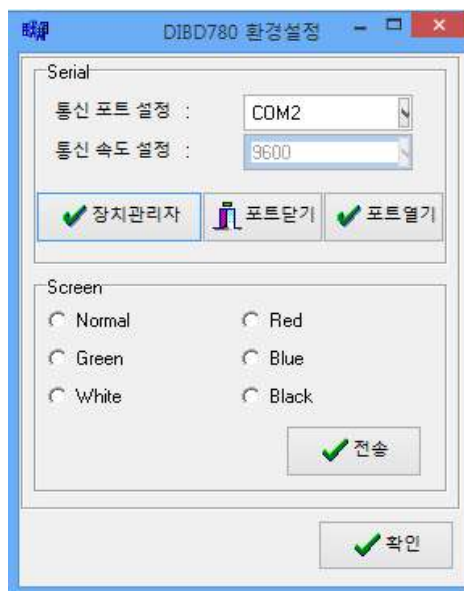 DIBD780 환경설정
Serial
통신 포트 설정 : COM2
통신 속도 설정 : 9600
장치관리자 포트닫기 포트열기
Screen
Normal Red
Green Blue
White Black
전송
확인